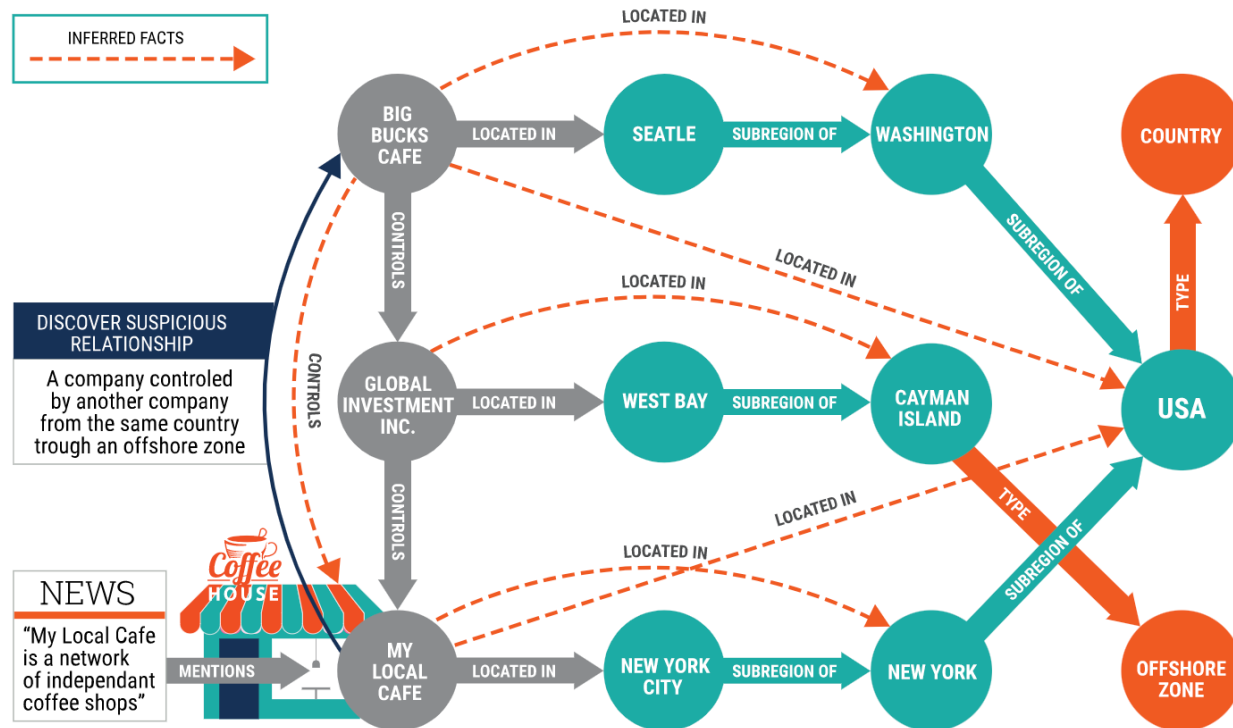 INFERRED FACTS
LOCATED IN
BIG
BUCKS
CAFE
LOCATED IN
SEATLE
SUBREGION OF
WASHINGTON
COUNTRY
CONTROLS
LOCATED IN
SUBREGION OF
TYPE
LOCATED IN
DISCOVER SUSPICIOUS
RELATIONSHIP
A company controled
by another company
from the same country
trough an offshore zone
CONTROLS
GLOBAL
INVESTMENT
INC.
LOCATED IN
WEST BAY
SUBREGION OF
CAYMAN
ISLAND
USA
CONTROLS
LOCATED IN
TYPE
LOCATED IN
SUBREGION OF
Coffee
HOUSE
NEWS
“My Local Cafe
is a network
of independant
coffee shops”
MENTIONS
MY
LOCAL
CAFE
LOCATED IN
NEW YORK
CITY
SUBREGION OF
NEW YORK
OFFSHORE
ZONE